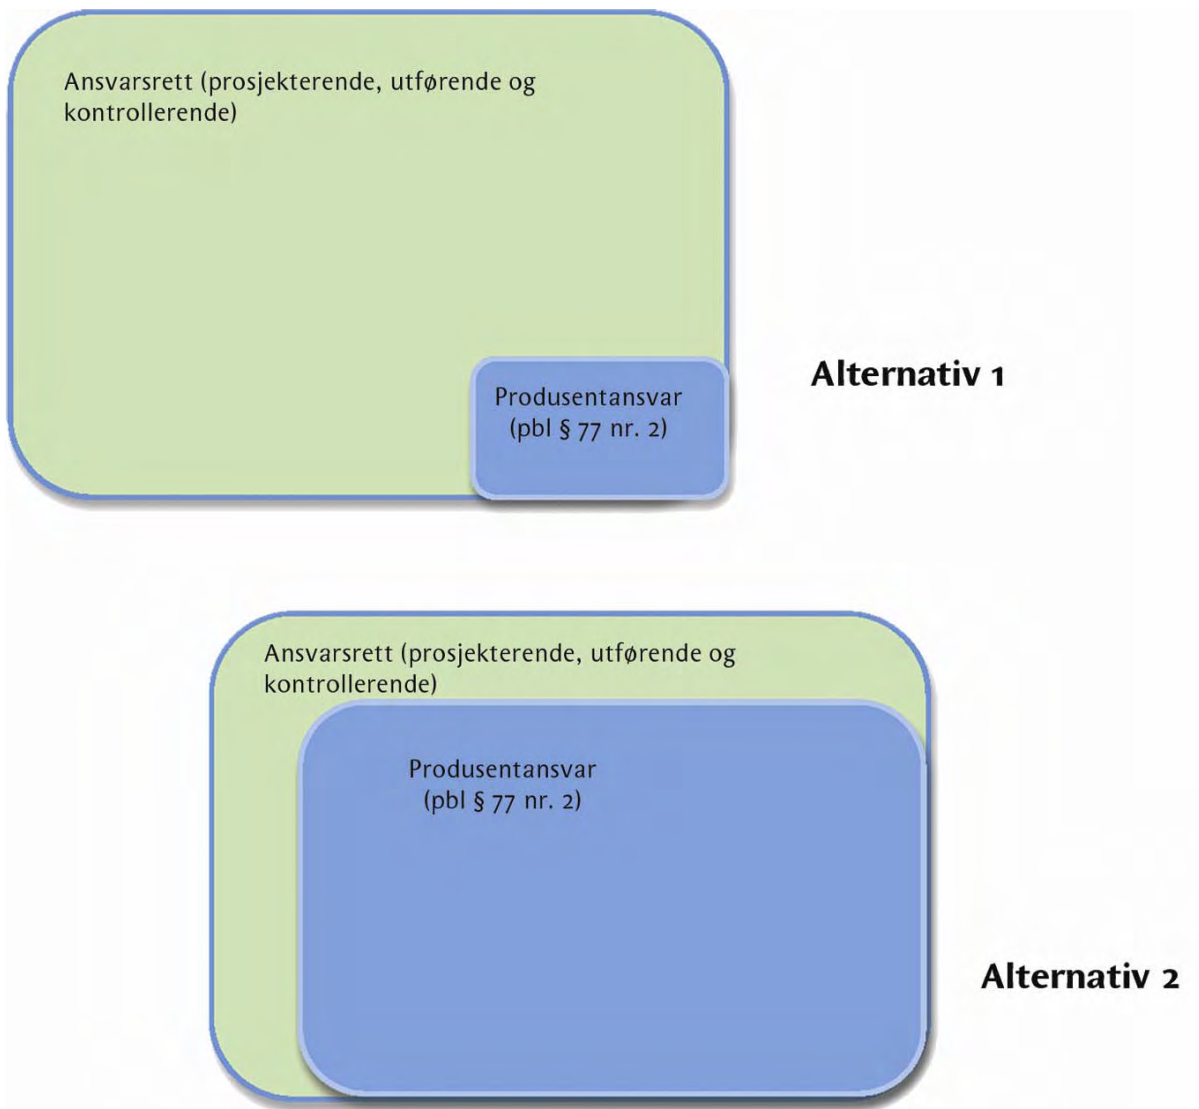 Ansvarsrett (prosjekterende, utførende og
kontrollerende)
Produsentansvar
(pbl § 77 nr. 2)
Alternativ 1
Ansvarsrett (prosjekterende, utførende og
kontrollerende)
Produsentansvar
(pbl § 77 nr. 2)
Alternativ 2